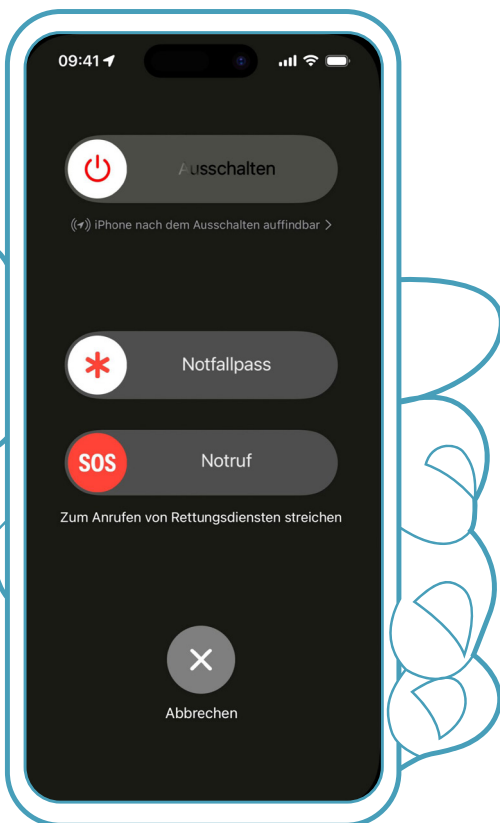 09:41
Ausschalten
iPhone nach dem Ausschalten auffindbar >
Notfallpass
SOS Notruf
Zum Anrufen von Rettungsdiensten streichen
Abbrechen